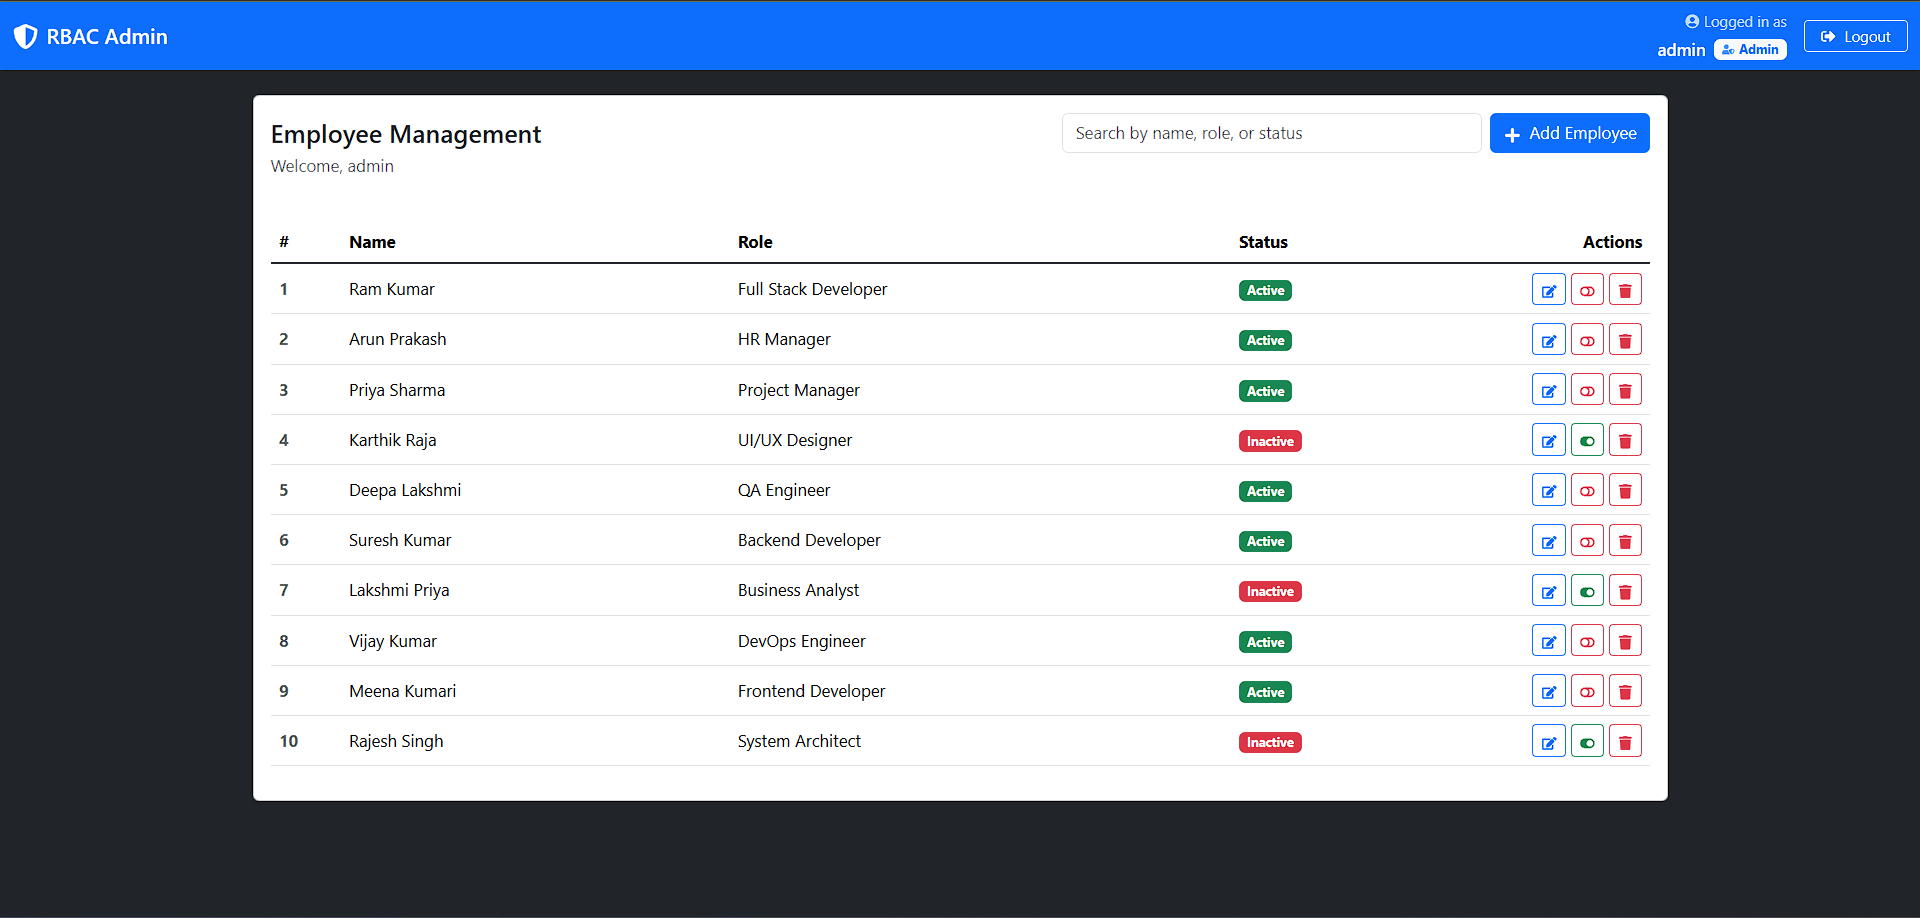 RBAC Admin
Logged in as
admin Admin
Logout
Employee Management
Welcome, admin
Search by name, role, or status
Add Employee
# Name Role Status Actions
1 Ram Kumar Full Stack Developer Active
2 Arun Prakash HR Manager Active
3 Priya Sharma Project Manager Active
4 Karthik Raja UI/UX Designer Inactive
5 Deepa Lakshmi QA Engineer Active
6 Suresh Kumar Backend Developer Active
7 Lakshmi Priya Business Analyst Inactive
8 Vijay Kumar DevOps Engineer Active
9 Meena Kumari Frontend Developer Active
10 Rajesh Singh System Architect Inactive